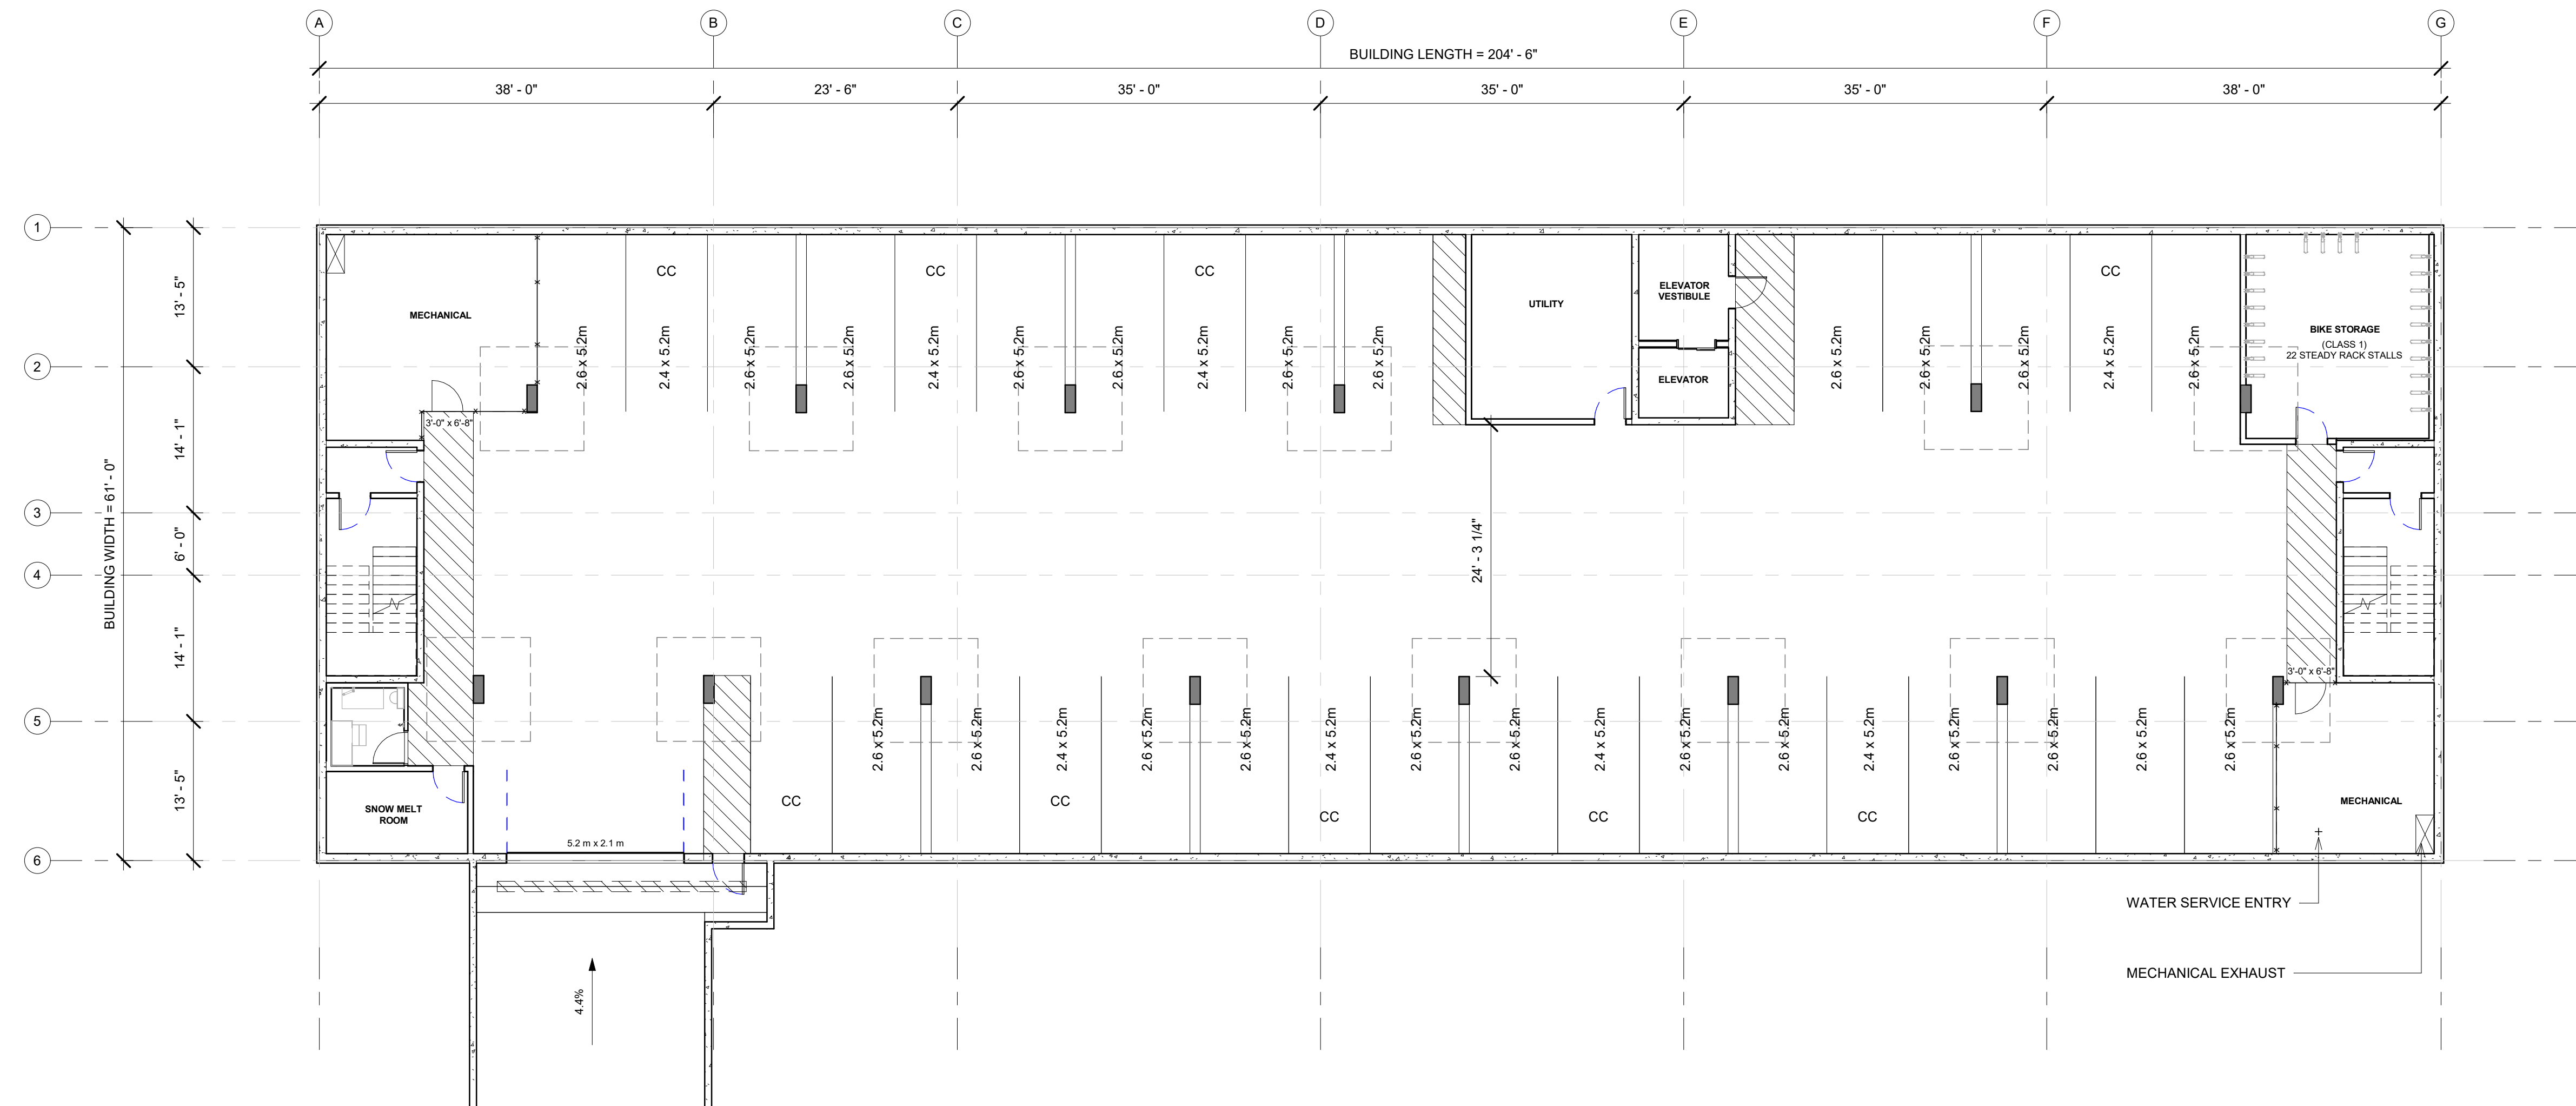 A
B
C
D
E
F
G
BUILDING LENGTH = 204' - 6"
38' - 0"
23' - 6"
35' - 0"
35' - 0"
35' - 0"
38' - 0"
1
2
3
4
5
6
BUILDING WIDTH = 61' - 0"
13' - 5"
14' - 1"
6' - 0"
14' - 1"
13' - 5"
MECHANICAL
3'-0" x 6'-8"
CC
CC
CC
CC
2.6 x 5.2m
2.4 x 5.2m
2.6 x 5.2m
2.6 x 5.2m
2.4 x 5.2m
2.6 x 5.2m
2.6 x 5.2m
2.4 x 5.2m
2.6 x 5.2m
2.6 x 5.2m
UTILITY
ELEVATOR
VESTIBULE
ELEVATOR
2.6 x 5.2m
2.6 x 5.2m
2.6 x 5.2m
2.4 x 5.2m
2.6 x 5.2m
BIKE STORAGE
(CLASS 1)
22 STEADY RACK STALLS
24' - 3 1/4"
3'-0" x 6'-8"
2.6 x 5.2m
2.6 x 5.2m
2.4 x 5.2m
2.6 x 5.2m
2.6 x 5.2m
2.4 x 5.2m
2.6 x 5.2m
2.6 x 5.2m
2.4 x 5.2m
2.6 x 5.2m
2.6 x 5.2m
2.4 x 5.2m
2.6 x 5.2m
2.6 x 5.2m
2.6 x 5.2m
2.6 x 5.2m
CC
CC
CC
CC
CC
SNOW MELT
ROOM
5.2 m x 2.1 m
MECHANICAL
WATER SERVICE ENTRY
MECHANICAL EXHAUST
4.4%